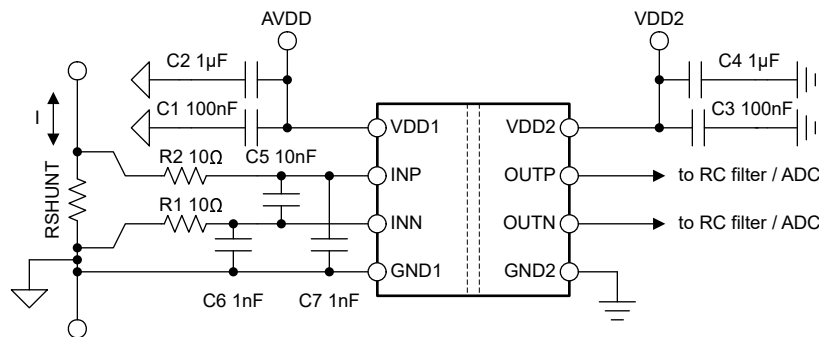 AVDD
VDD2
C2 1µF
C4 1µF
C1 100nF
C3 100nF
I
VDD1
VDD2
R2 10Ω
C5 10nF
INP
OUTP
to RC filter / ADC
RSHUNT
R1 10Ω
INN
OUTN
to RC filter / ADC
GND1
GND2
C6 1nF
C7 1nF